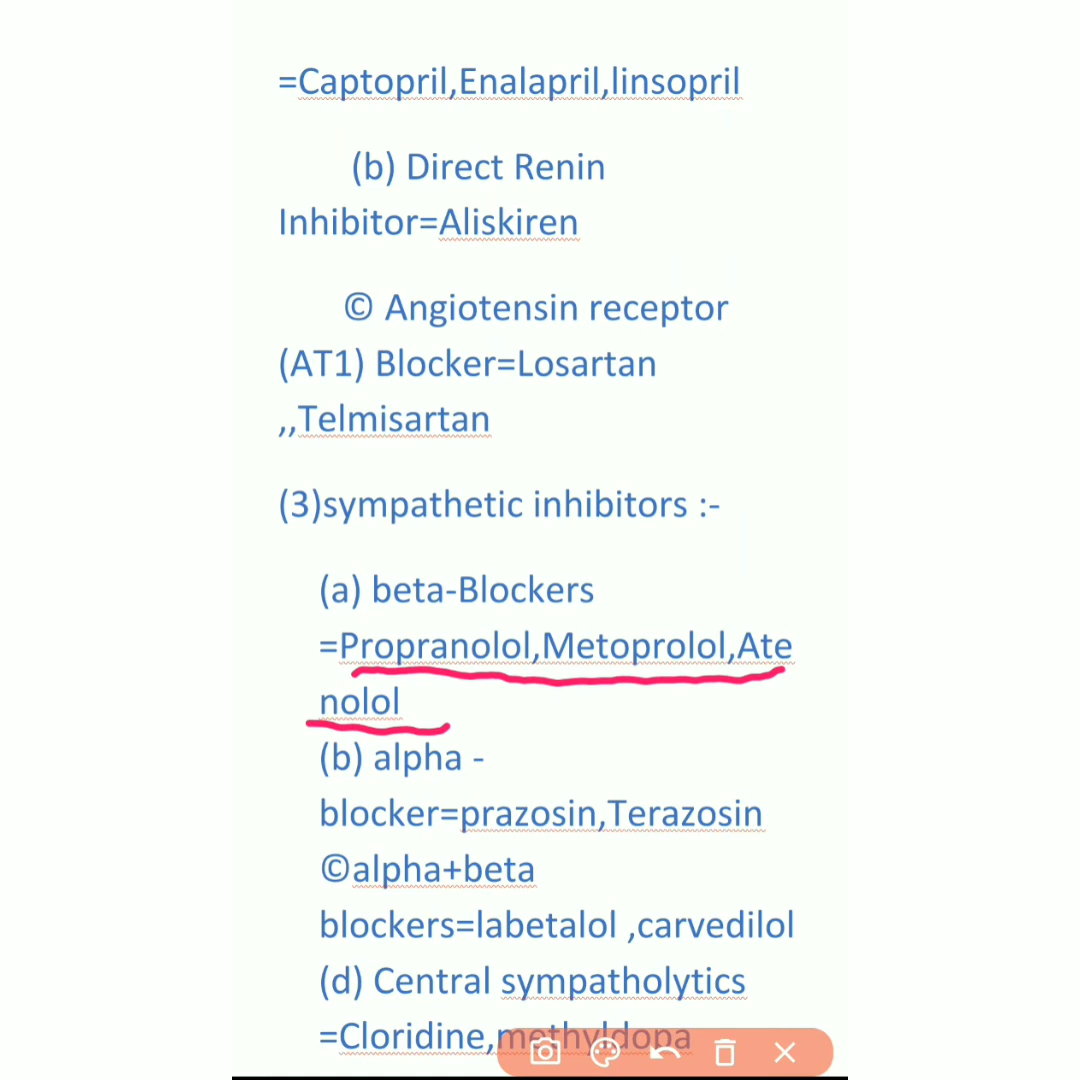 =Captopril,Enalapril,linsopril
(b) Direct Renin
Inhibitor=Aliskiren
© Angiotensin receptor
(AT1) Blocker=Losartan
,,Telmisartan
(3)sympathetic inhibitors :-
(a) beta-Blockers
=Propranolol,Metoprolol,Ate
nolol
(b) alpha -
blocker=prazosin,Terazosin
©alpha+beta
blockers=labetalol ,carvedilol
(d) Central sympatholytics
=Cloridine,methyldopa